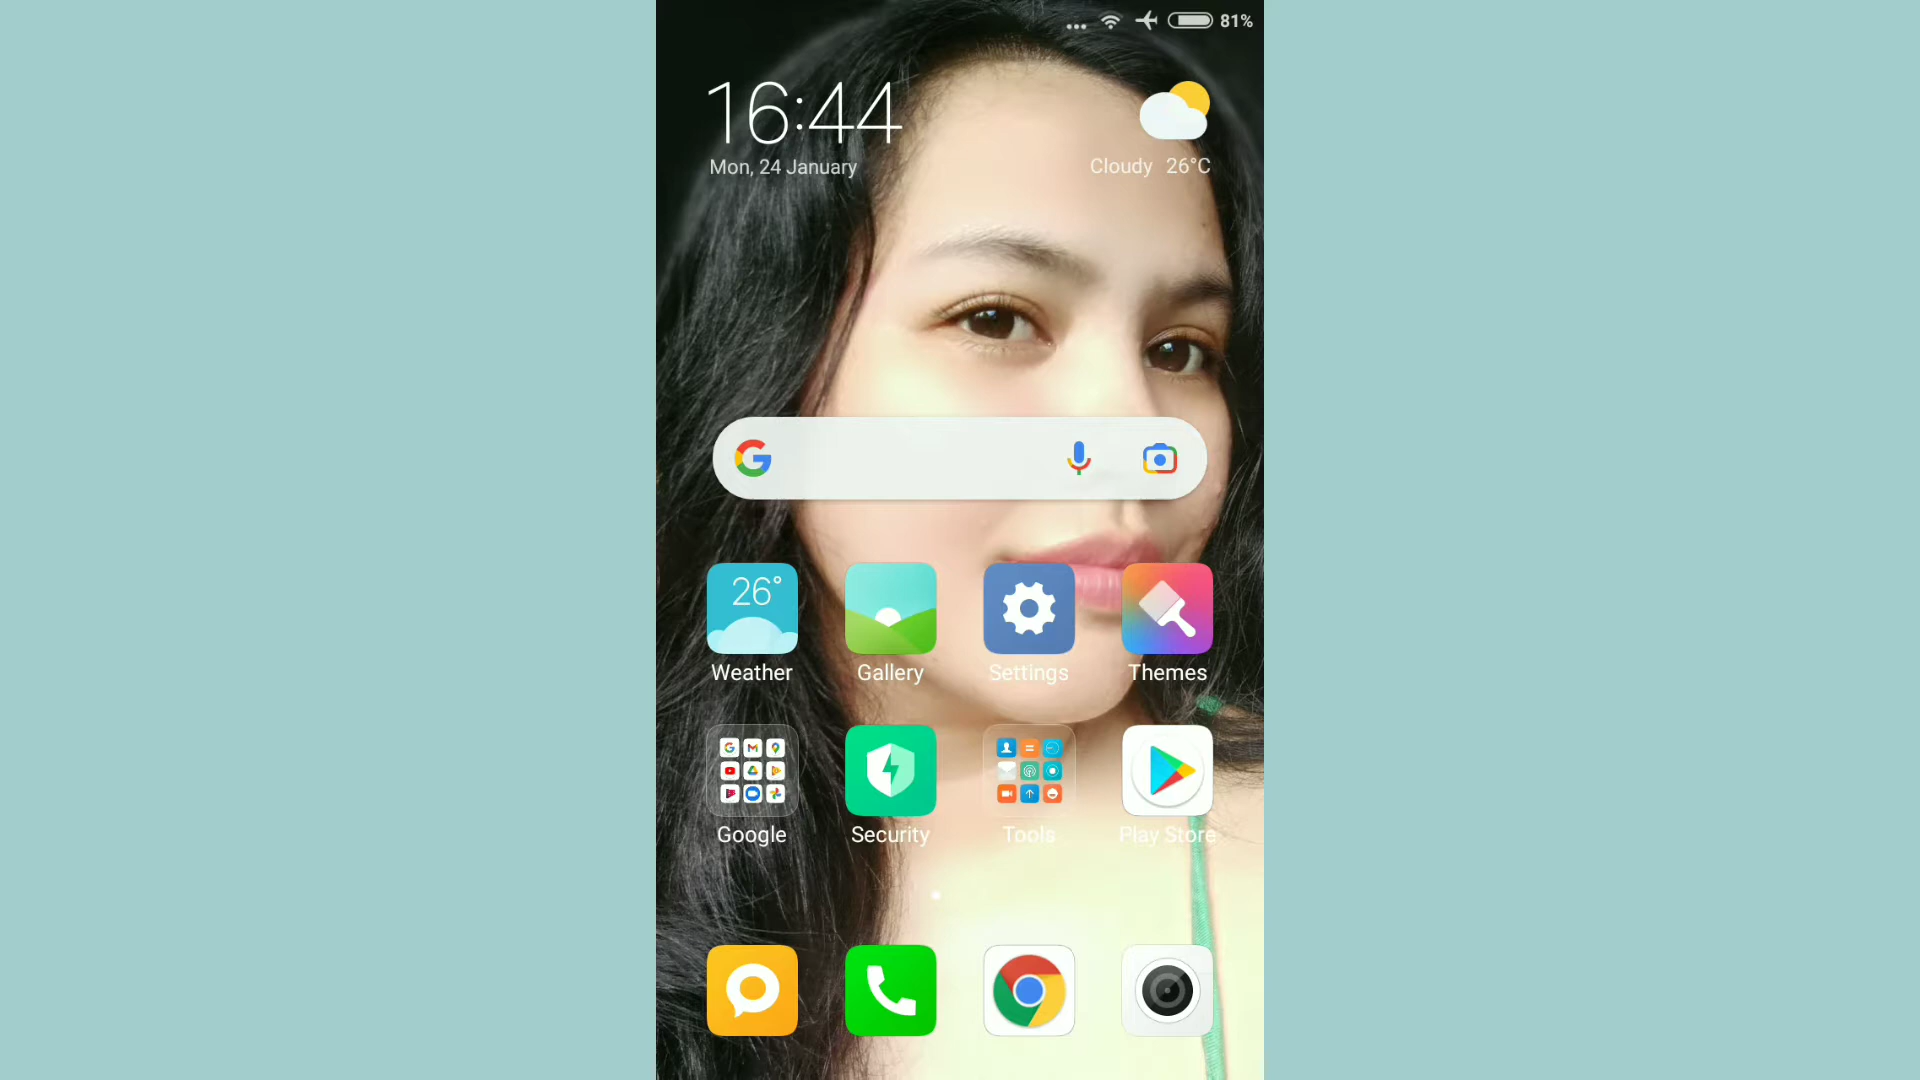 81%
16:44
Mon, 24 January
Cloudy 26°C
26°
Weather Gallery Settings Themes
Google Security Tools Play Store